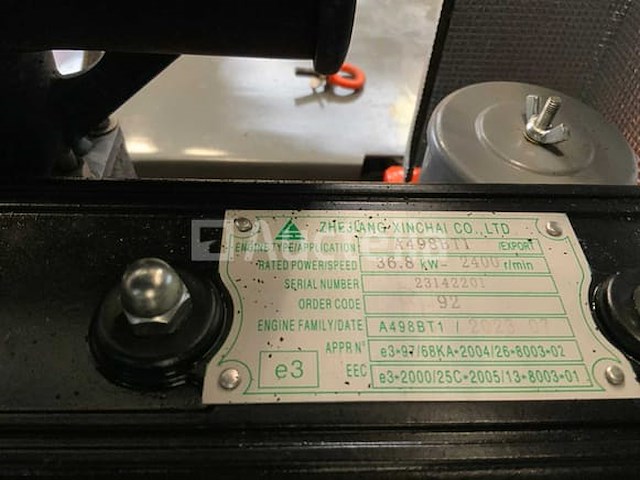 ZHEJIANG XINCHAI CO.,LTD
ENGINE TYPE/APPLICATION A498BT1 /EXPORT
RATED POWER/SPEED 36.8 kW- 2400 r/min
SERIAL NUMBER 23142201
ORDER CODE 92
ENGINE FAMILY/DATE A498BT1 / 2023 07
APPR N° e3*97/68KA*2004/26*8003*02
e3 EEC e3*2000/25C*2005/13*8003*01